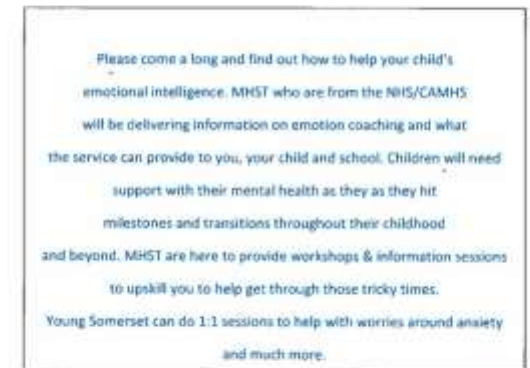 Please come a long and find out how to help your child's
emotional intelligence. MHST who are from the NHS/CAMHS
will be delivering information on emotion coaching and what
the service can provide to you, your child and school. Children will need
support with their mental health as they as they hit
milestones and transitions throughout their childhood
and beyond. MHST are here to provide workshops & information sessions
to upskill you to help get through those tricky times.
Young Somerset can do 1:1 sessions to help with worries around anxiety
and much more.